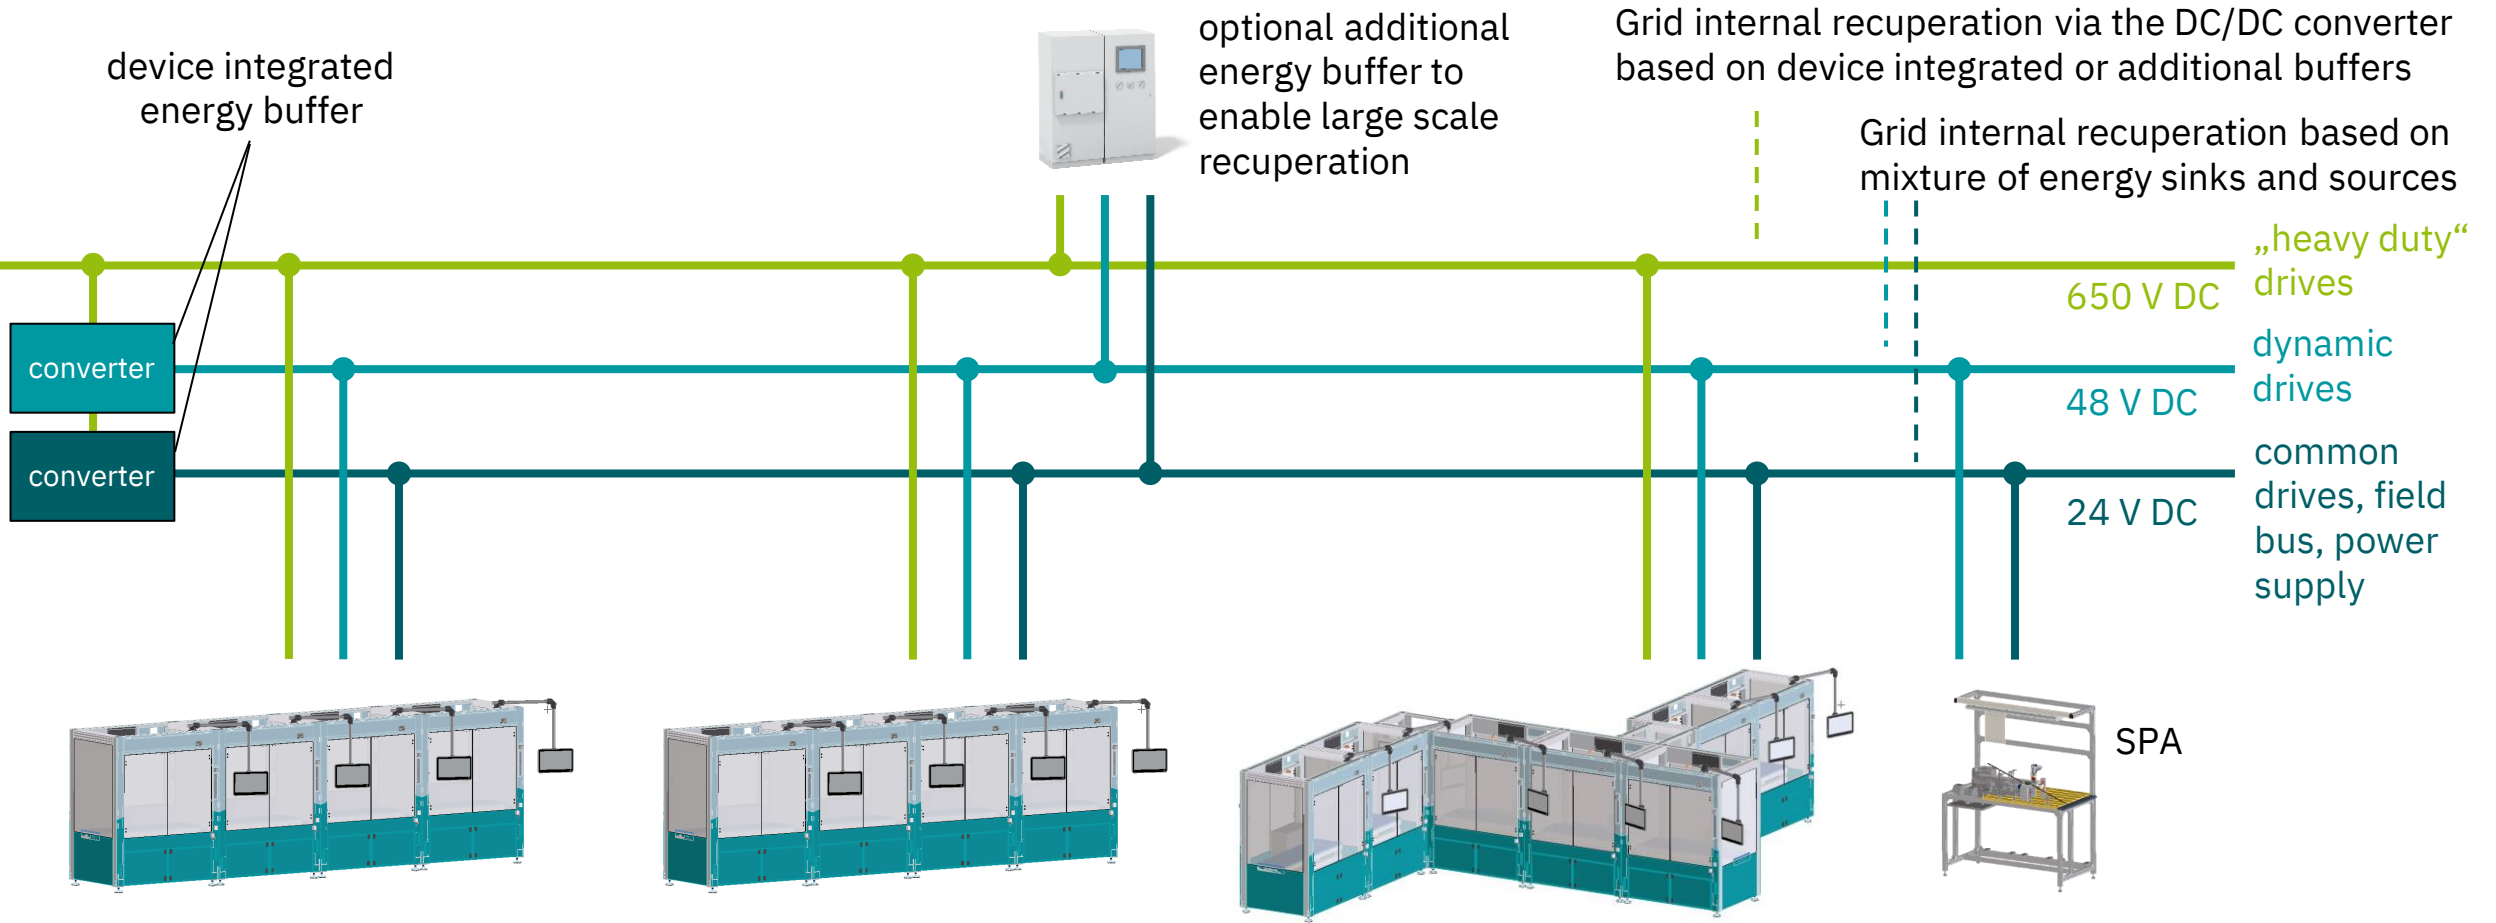 device integrated
energy buffer
optional additional
energy buffer to
enable large scale
recuperation
Grid internal recuperation via the DC/DC converter
based on device integrated or additional buffers
Grid internal recuperation based on
mixture of energy sinks and sources
„heavy duty“
drives
650 V DC
converter
dynamic
drives
48 V DC
converter
common
drives, field
bus, power
supply
24 V DC
SPA